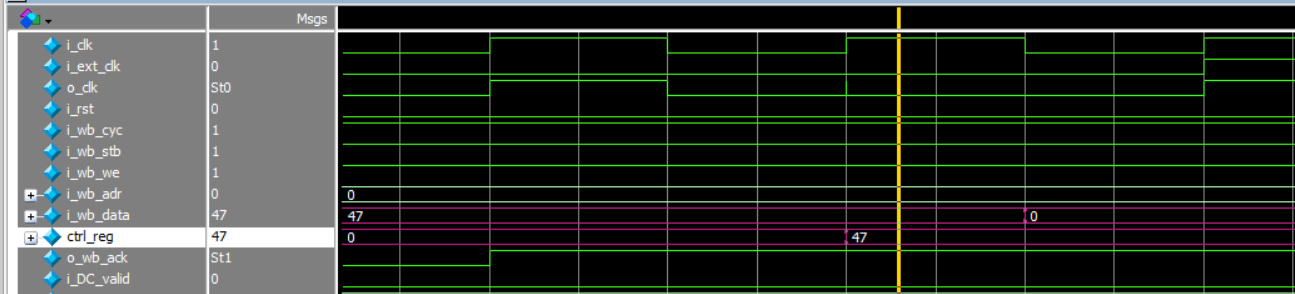 Msgs
i_clk 1
i_ext_clk 0
o_clk St0
i_rst 0
i_wb_cyc 1
i_wb_stb 1
i_wb_we 1
i_wb_adr 0 0
i_wb_data 47 47 0
ctrl_reg 47 0 47
o_wb_ack St1
i_DC_valid 0